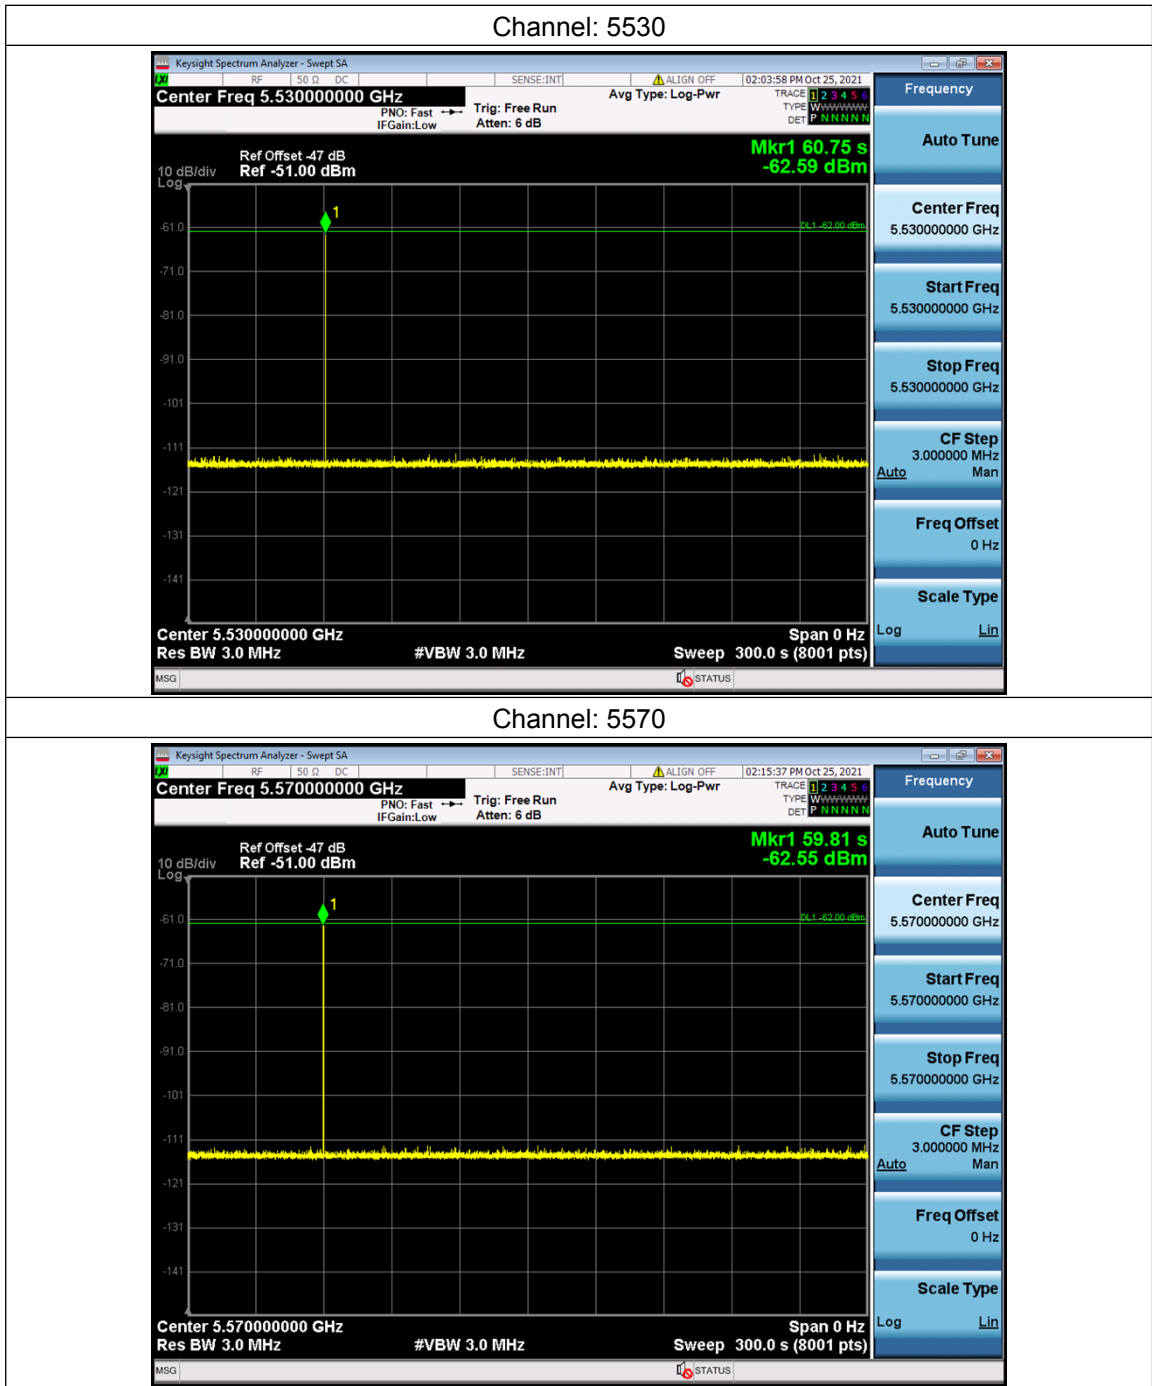 Channel: 5530
Keysight Spectrum Analyzer - Swept SA
LXI RF 50 Ω DC SENSE:INT ALIGN OFF 02:03:58 PM Oct 25, 2021
Center Freq 5.530000000 GHz
PNO: Fast
IFGain:Low
Trig: Free Run
Atten: 6 dB
Avg Type: Log-Pwr
TRACE 1 2 3 4 5 6
TYPE WWWWWW
DET P N N N N N
Mkr1 60.75 s
-62.59 dBm
Ref Offset -47 dB
10 dB/div Ref -51.00 dBm
Log
1
DL1 -62.00 dBm
-61.0
-71.0
-81.0
-91.0
-101
-111
-121
-131
-141
Center 5.530000000 GHz Span 0 Hz
Res BW 3.0 MHz #VBW 3.0 MHz Sweep 300.0 s (8001 pts)
MSG STATUS
Frequency
Auto Tune
Center Freq
5.530000000 GHz
Start Freq
5.530000000 GHz
Stop Freq
5.530000000 GHz
CF Step
3.000000 MHz
Auto Man
Freq Offset
0 Hz
Scale Type
Log Lin
Channel: 5570
Keysight Spectrum Analyzer - Swept SA
LXI RF 50 Ω DC SENSE:INT ALIGN OFF 02:15:37 PM Oct 25, 2021
Center Freq 5.570000000 GHz
PNO: Fast
IFGain:Low
Trig: Free Run
Atten: 6 dB
Avg Type: Log-Pwr
TRACE 1 2 3 4 5 6
TYPE WWWWWW
DET P N N N N N
Mkr1 59.81 s
-62.55 dBm
Ref Offset -47 dB
10 dB/div Ref -51.00 dBm
Log
1
DL1 -62.00 dBm
-61.0
-71.0
-81.0
-91.0
-101
-111
-121
-131
-141
Center 5.570000000 GHz Span 0 Hz
Res BW 3.0 MHz #VBW 3.0 MHz Sweep 300.0 s (8001 pts)
MSG STATUS
Frequency
Auto Tune
Center Freq
5.570000000 GHz
Start Freq
5.570000000 GHz
Stop Freq
5.570000000 GHz
CF Step
3.000000 MHz
Auto Man
Freq Offset
0 Hz
Scale Type
Log Lin